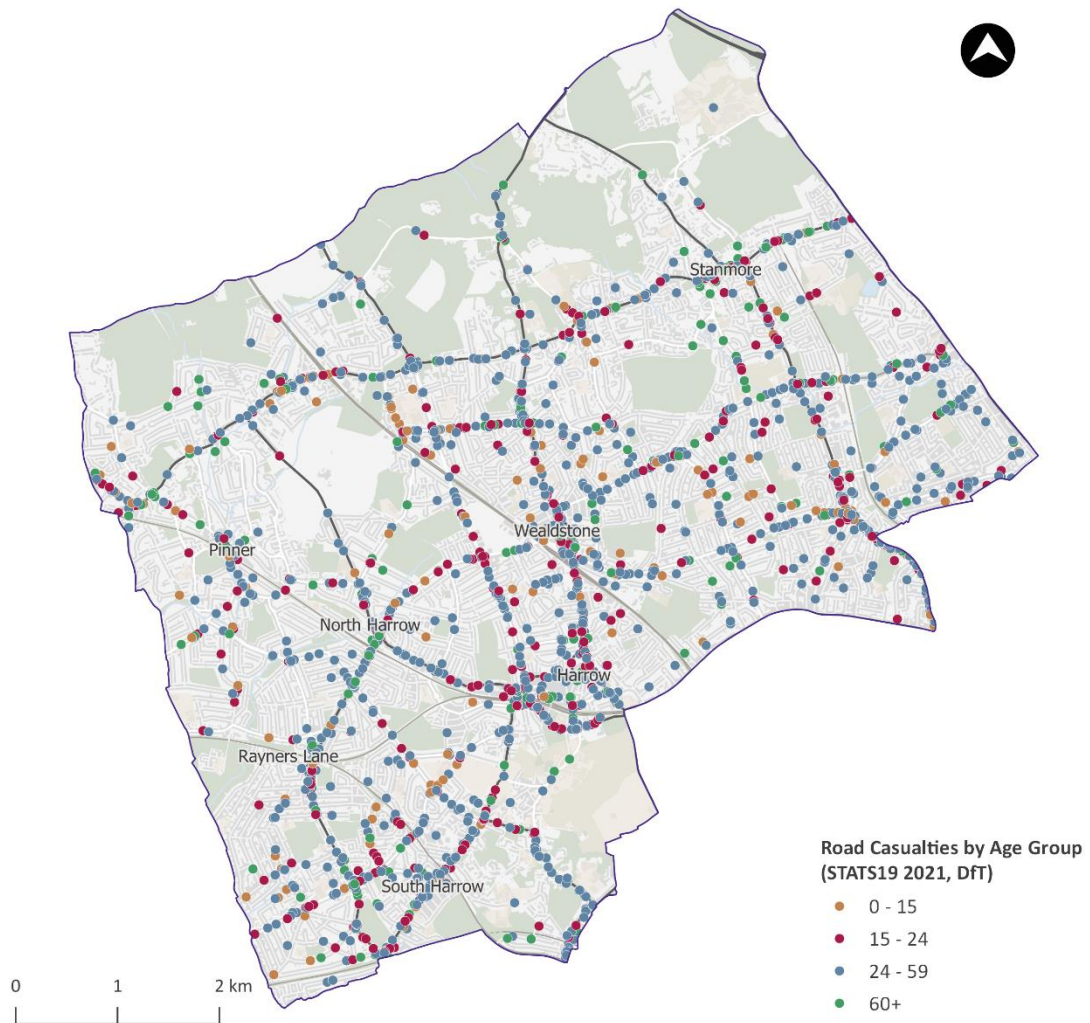 Stanmore
Wealdstone
Pinner
North Harrow
Harrow
Rayners Lane
South Harrow
Road Casualties by Age Group
(STATS19 2021, DfT)
0 - 15
15 - 24
24 - 59
60+
0 1 2 km